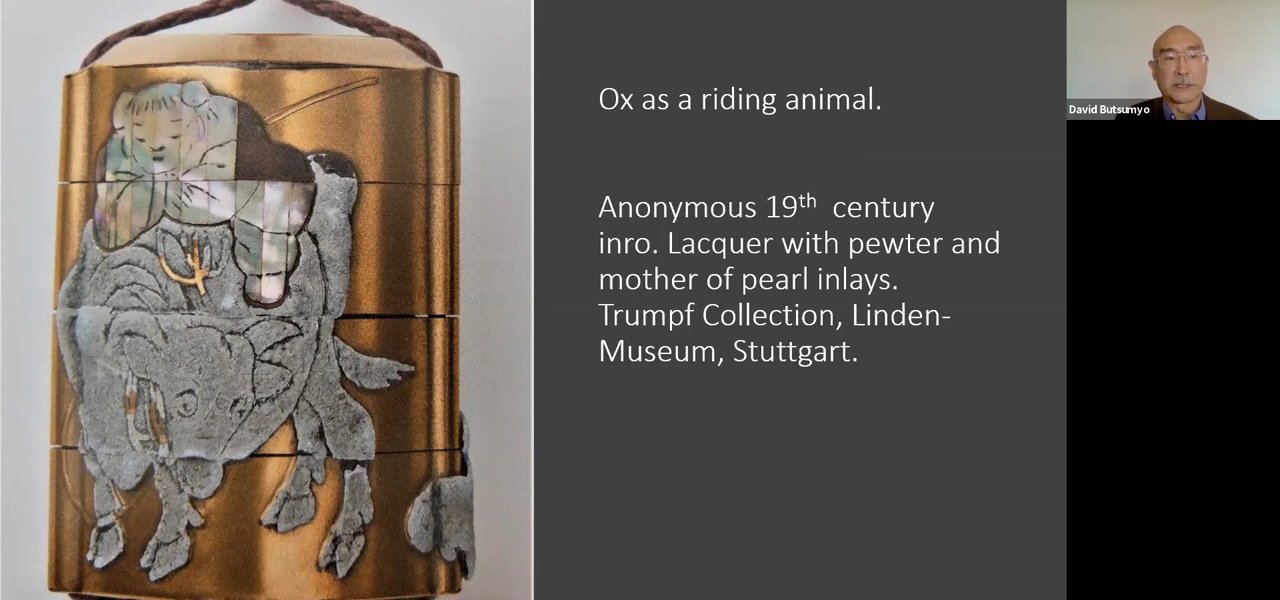 Ox as a riding animal.
Anonymous 19th century
inro. Lacquer with pewter and
mother of pearl inlays.
Trumpf Collection, Linden-
Museum, Stuttgart.
David Butsumyo